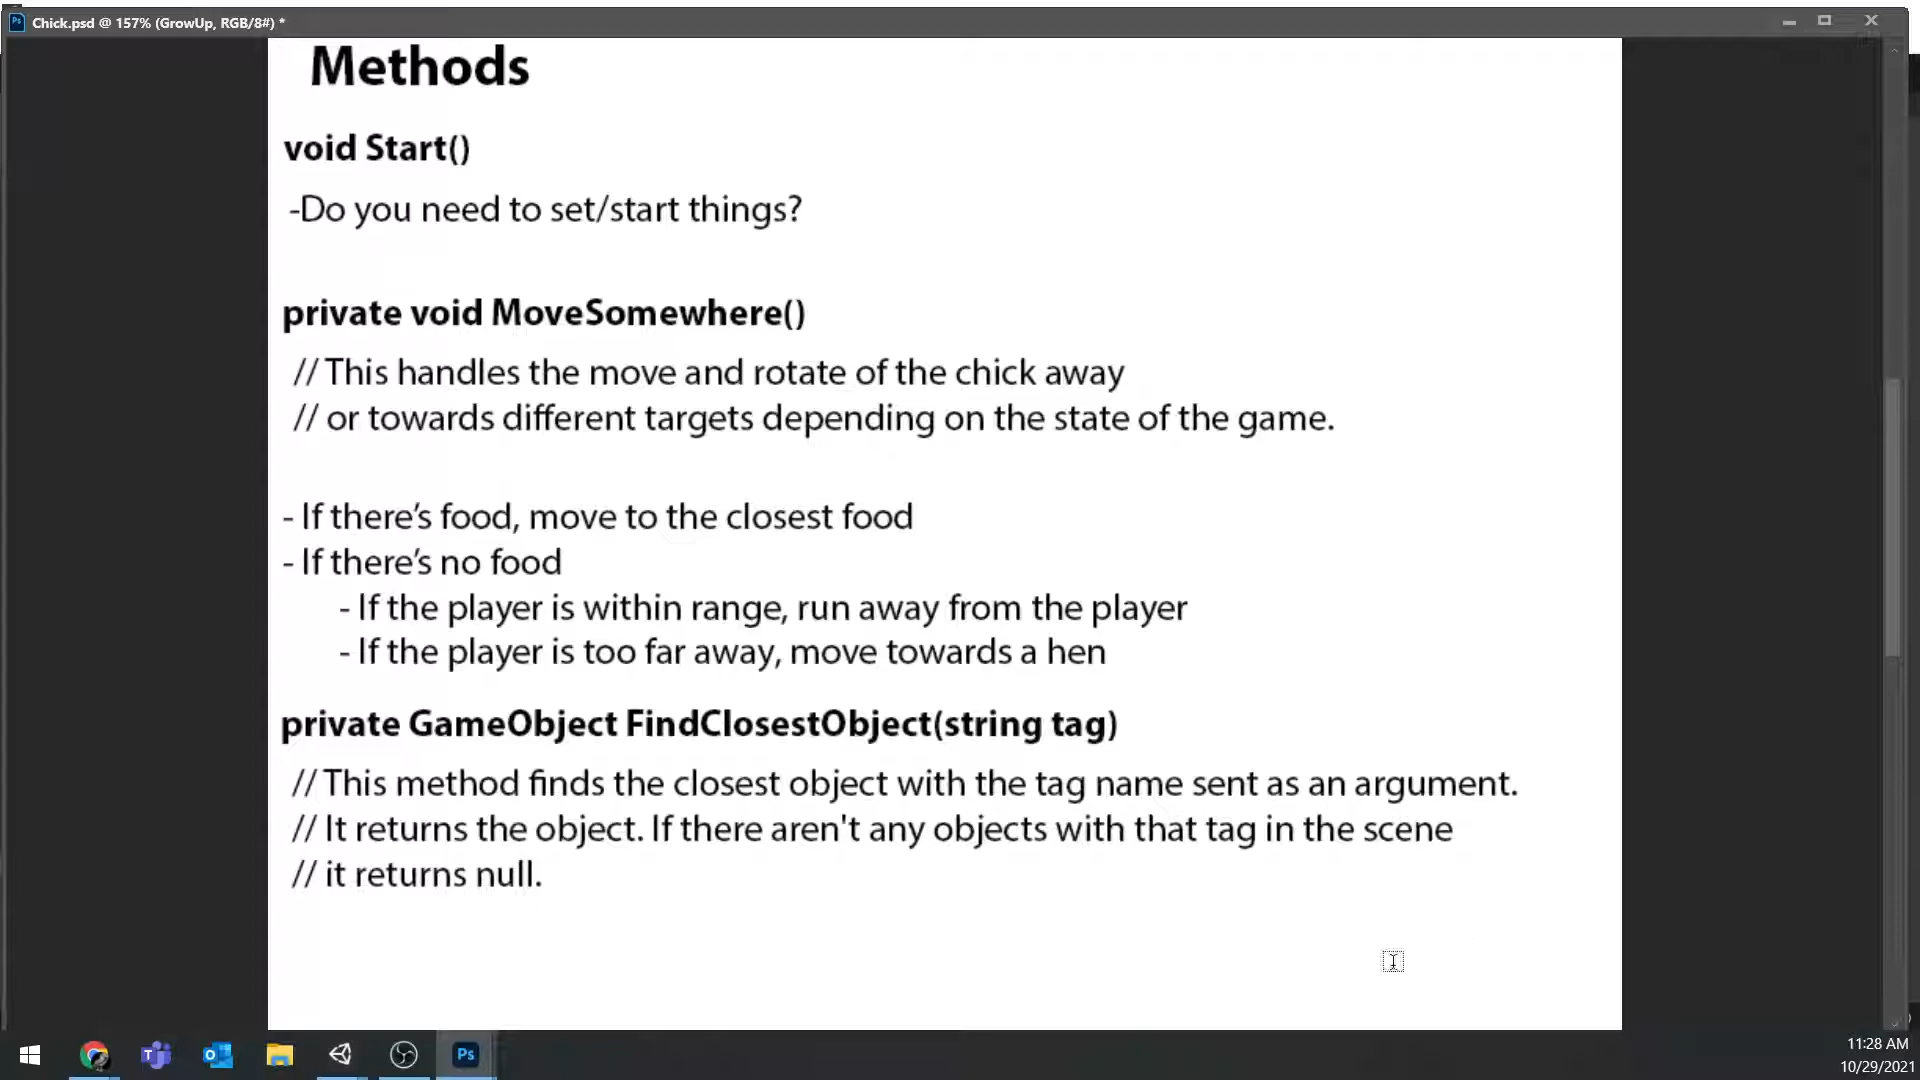 Chick.psd @ 157% (GrowUp, RGB/8#) *
Methods
void Start()
-Do you need to set/start things?
private void MoveSomewhere()
// This handles the move and rotate of the chick away
// or towards different targets depending on the state of the game.
- If there’s food, move to the closest food
- If there’s no food
- If the player is within range, run away from the player
- If the player is too far away, move towards a hen
private GameObject FindClosestObject(string tag)
// This method finds the closest object with the tag name sent as an argument.
// It returns the object. If there aren't any objects with that tag in the scene
// it returns null.
11:28 AM
10/29/2021